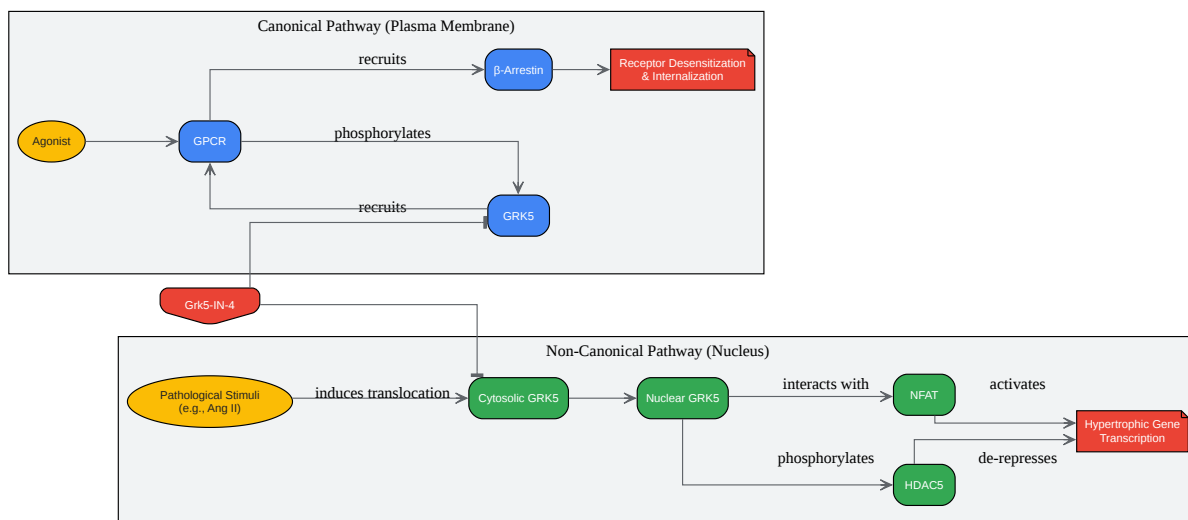 Canonical Pathway (Plasma Membrane)
recruits
β-Arrestin
Receptor Desensitization
& Internalization
Agonist
GPCR
phosphorylates
recruits
GRK5
Grk5-IN-4
Non-Canonical Pathway (Nucleus)
Pathological Stimuli
(e.g., Ang II)
induces translocation
Cytosolic GRK5
Nuclear GRK5
interacts with
NFAT
activates
Hypertrophic Gene
Transcription
phosphorylates
HDAC5
de-represses